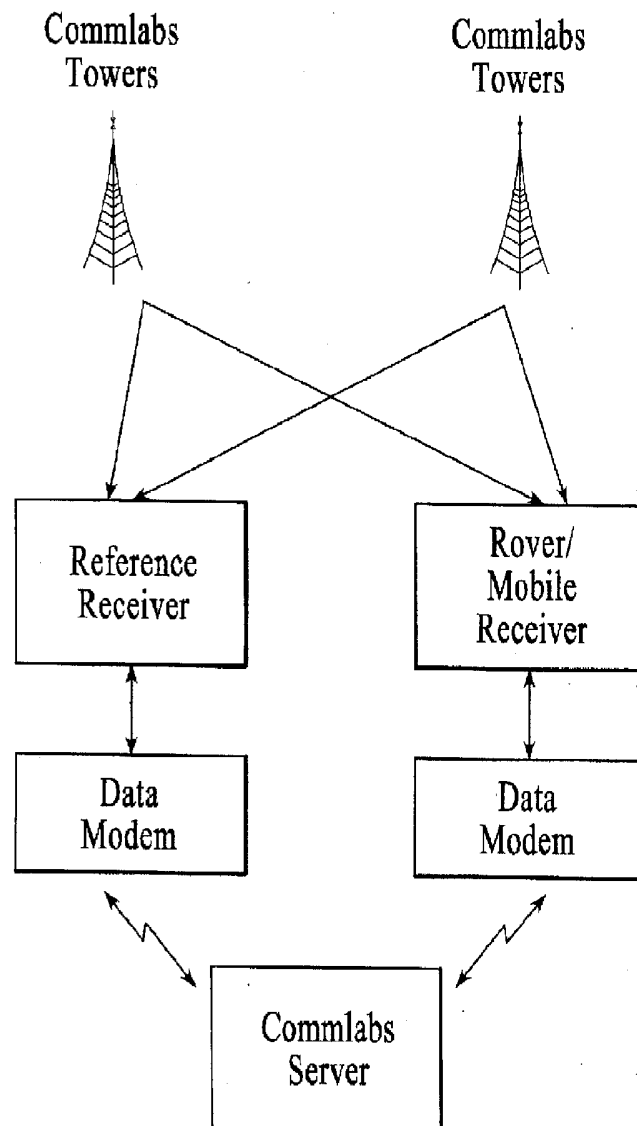 Commlabs
Towers
Commlabs
Towers
Reference
Receiver
Rover/
Mobile
Receiver
Data
Modem
Data
Modem
Commlabs
Server